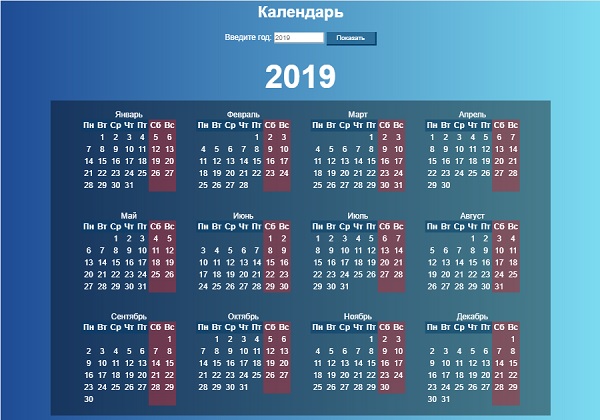 Календарь
Введите год: 2019 Показать
2019
Январь
Пн Вт Ср Чт Пт Сб Вс
1 2 3 4 5 6
7 8 9 10 11 12 13
14 15 16 17 18 19 20
21 22 23 24 25 26 27
28 29 30 31
Февраль
Пн Вт Ср Чт Пт Сб Вс
1 2 3
4 5 6 7 8 9 10
11 12 13 14 15 16 17
18 19 20 21 22 23 24
25 26 27 28
Март
Пн Вт Ср Чт Пт Сб Вс
1 2 3
4 5 6 7 8 9 10
11 12 13 14 15 16 17
18 19 20 21 22 23 24
25 26 27 28 29 30 31
Апрель
Пн Вт Ср Чт Пт Сб Вс
1 2 3 4 5 6 7
8 9 10 11 12 13 14
15 16 17 18 19 20 21
22 23 24 25 26 27 28
29 30
Май
Пн Вт Ср Чт Пт Сб Вс
1 2 3 4 5
6 7 8 9 10 11 12
13 14 15 16 17 18 19
20 21 22 23 24 25 26
27 28 29 30 31
Июнь
Пн Вт Ср Чт Пт Сб Вс
1 2
3 4 5 6 7 8 9
10 11 12 13 14 15 16
17 18 19 20 21 22 23
24 25 26 27 28 29 30
Июль
Пн Вт Ср Чт Пт Сб Вс
1 2 3 4 5 6 7
8 9 10 11 12 13 14
15 16 17 18 19 20 21
22 23 24 25 26 27 28
29 30 31
Август
Пн Вт Ср Чт Пт Сб Вс
1 2 3 4
5 6 7 8 9 10 11
12 13 14 15 16 17 18
19 20 21 22 23 24 25
26 27 28 29 30 31
Сентябрь
Пн Вт Ср Чт Пт Сб Вс
1
2 3 4 5 6 7 8
9 10 11 12 13 14 15
16 17 18 19 20 21 22
23 24 25 26 27 28 29
30
Октябрь
Пн Вт Ср Чт Пт Сб Вс
1 2 3 4 5 6
7 8 9 10 11 12 13
14 15 16 17 18 19 20
21 22 23 24 25 26 27
28 29 30 31
Ноябрь
Пн Вт Ср Чт Пт Сб Вс
1 2 3
4 5 6 7 8 9 10
11 12 13 14 15 16 17
18 19 20 21 22 23 24
25 26 27 28 29 30
Декабрь
Пн Вт Ср Чт Пт Сб Вс
1
2 3 4 5 6 7 8
9 10 11 12 13 14 15
16 17 18 19 20 21 22
23 24 25 26 27 28 29
30 31